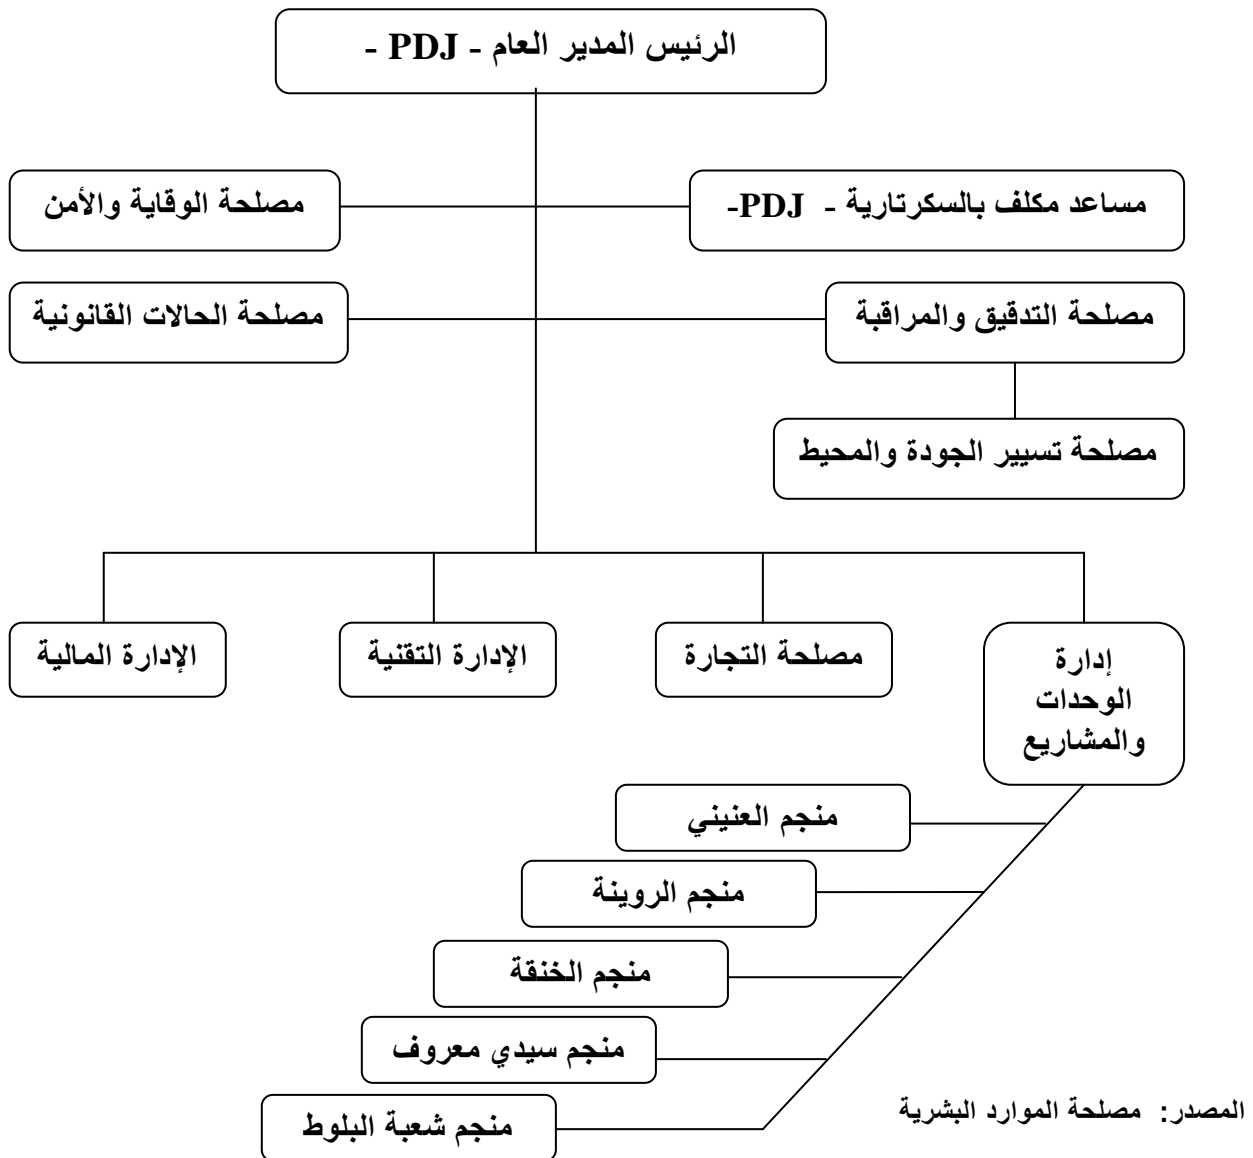 الرئيس المدير العام - PDJ -
مساعد مكلف بالسكرتارية - PDJ-
مصلحة الوقاية والأمن
مصلحة التدقيق والمراقبة
مصلحة الحالات القانونية
مصلحة تسيير الجودة والمحيط
إدارة
الوحدات
والمشاريع
مصلحة التجارة
الإدارة التقنية
الإدارة المالية
منجم العنيني
منجم الروينة
منجم الخنقة
منجم سيدي معروف
منجم شعبة البلوط
المصدر: مصلحة الموارد البشرية